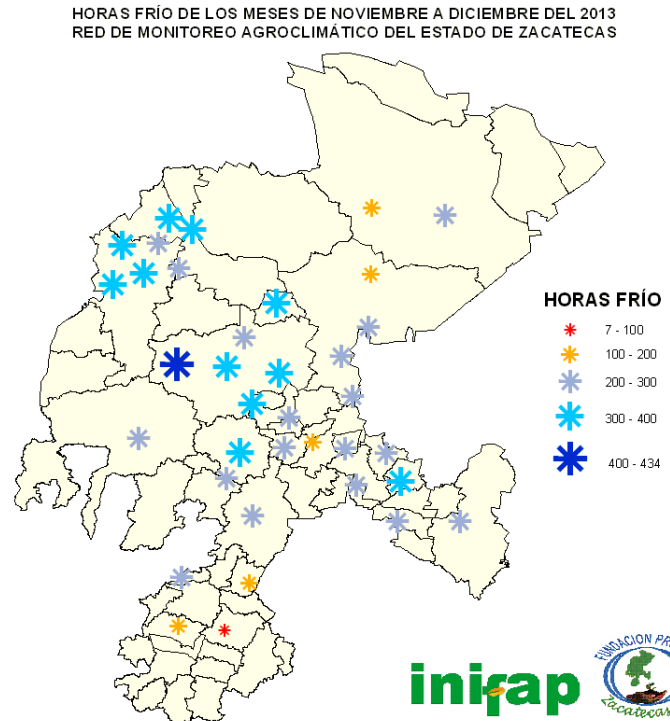 HORAS FRÍO DE LOS MESES DE NOVIEMBRE A DICIEMBRE DEL 2013
RED DE MONITOREO AGROCLIMÁTICO DEL ESTADO DE ZACATECAS
HORAS FRÍO
7 - 100
100 - 200
200 - 300
300 - 400
400 - 434
inifap
FUNDACION
Zacatecas